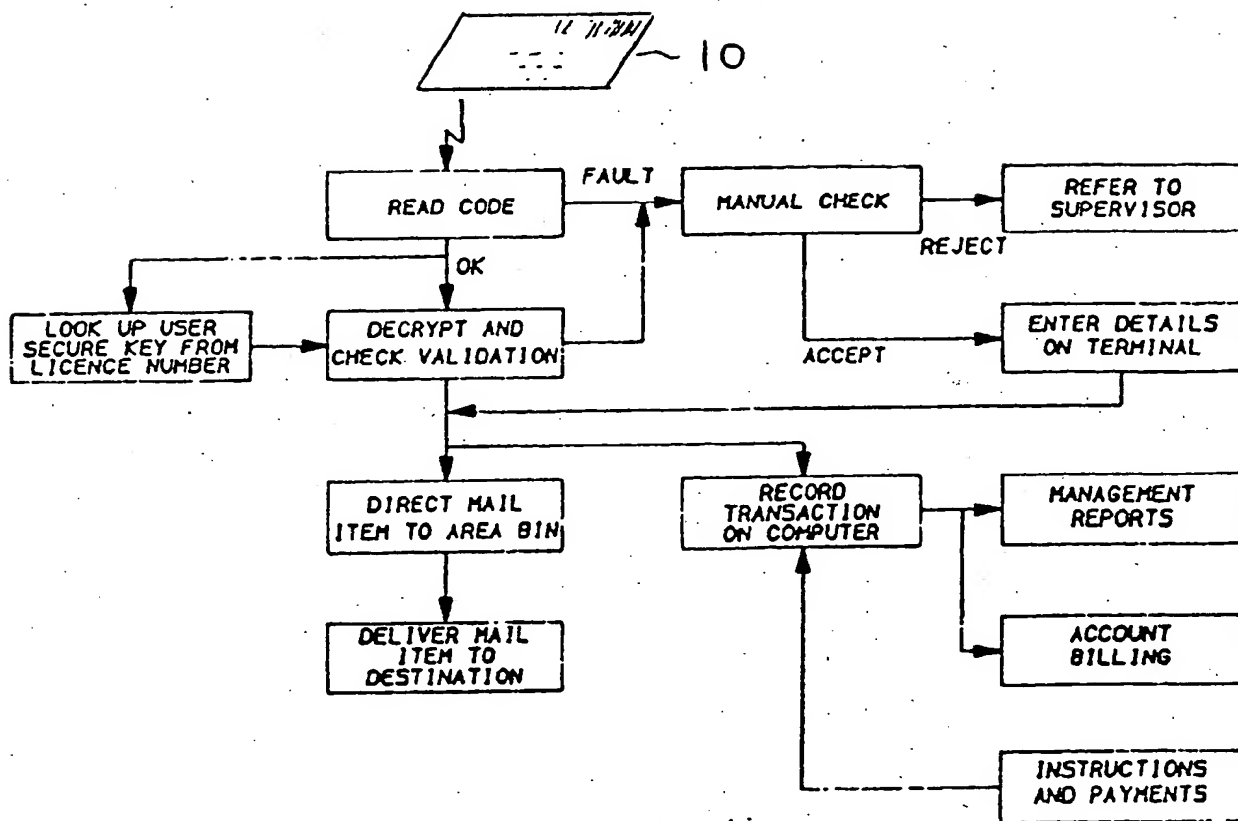 10
READ CODE
FAULT
MANUAL CHECK
REFER TO
SUPERVISOR
REJECT
OK
LOOK UP USER
SECURE KEY FROM
LICENCE NUMBER
DECRYPT AND
CHECK VALIDATION
ACCEPT
ENTER DETAILS
ON TERMINAL
DIRECT MAIL
ITEM TO AREA BIN
RECORD
TRANSACTION
ON COMPUTER
MANAGEMENT
REPORTS
DELIVER MAIL
ITEM TO
DESTINATION
ACCOUNT
BILLING
INSTRUCTIONS
AND PAYMENTS